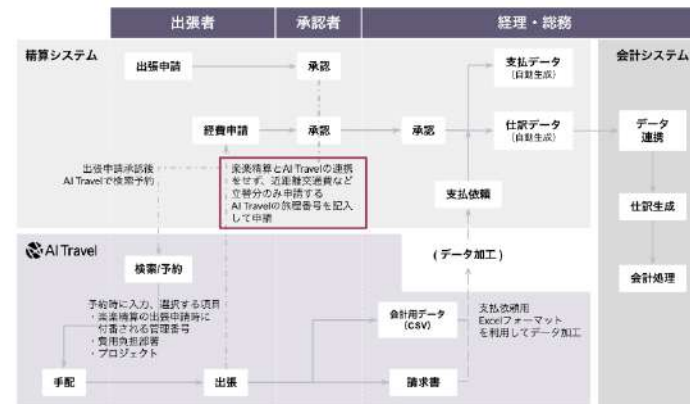 出張者
承認者
経理・総務
精算システム
出張申請
承認
支払データ
(自動生成)
会計システム
経費申請
承認
承認
仕訳データ
(自動生成)
データ
連携
出張申請承認後
AI Travelで検索予約
楽楽精算とAI Travelの連携
をせず、近距離交通費など
立替分のみ申請する
AI Travelの旅程番号を記入
して申請
支払依頼
仕訳生成
AI Travel
(データ加工)
検索/予約
会計処理
予約時に入力、選択する項目
・楽楽精算の出張申請時に
付番される管理番号
・費用負担部署
・プロジェクト
会計用データ
(CSV)
支払依頼用
Excelフォーマット
を利用してデータ加工
手配
出張
請求書